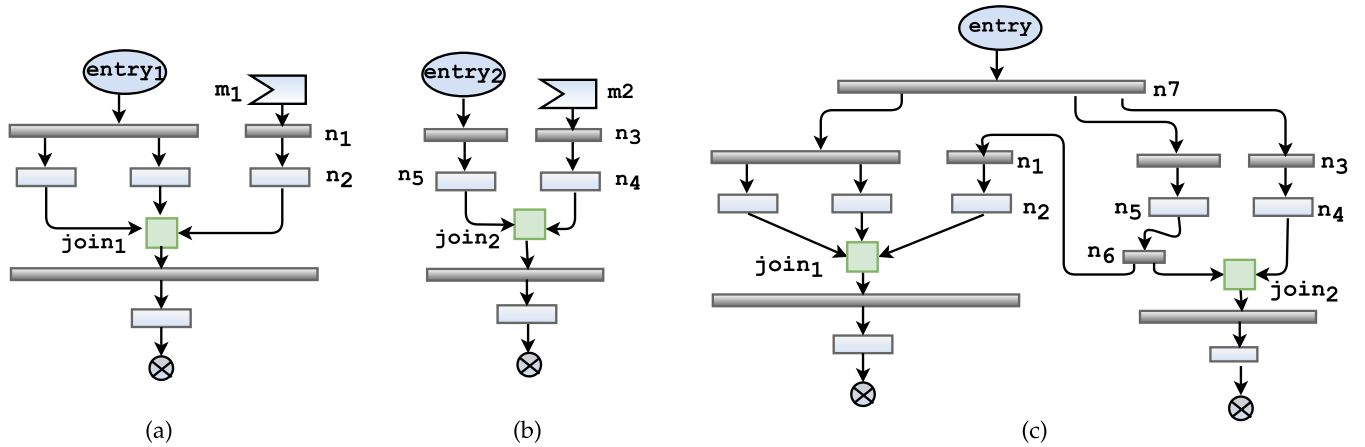 entry1
m1
n1
n2
join1
(a)
entry2
m2
n3
n5
n4
join2
(b)
entry
n7
n1
n3
n2
n5
n4
n6
join1
join2
(c)